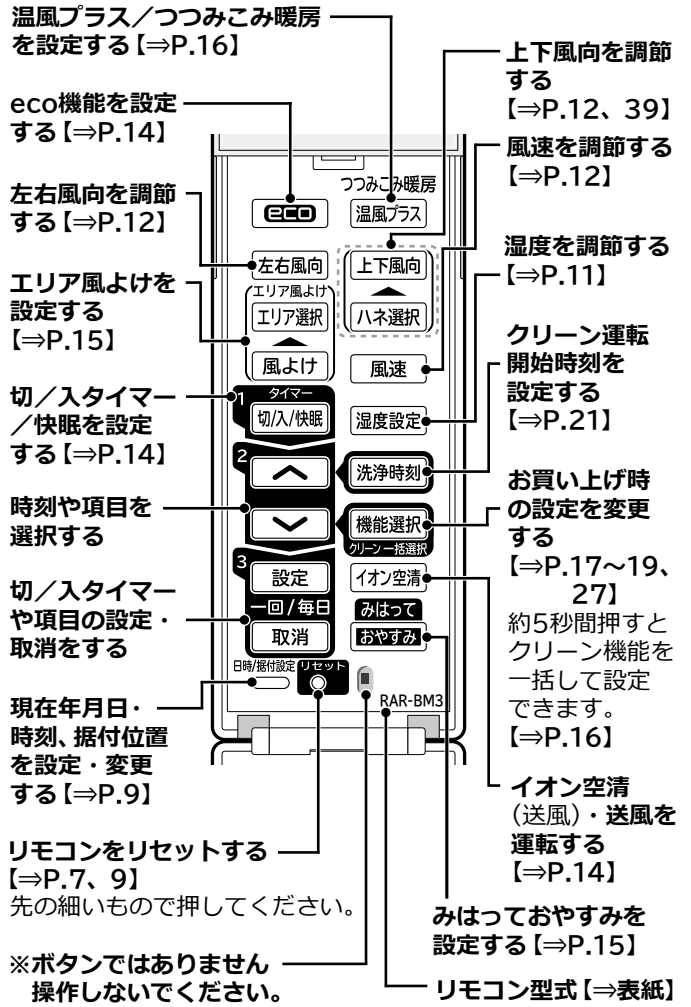 温風プラス／つつみこみ暖房
を設定する【⇒P.16】
eco機能を設定
する【⇒P.14】
左右風向を調節
する【⇒P.12】
エリア風よけを
設定する
【⇒P.15】
切／入タイマー
／快眠を設定
する【⇒P.14】
時刻や項目を
選択する
切／入タイマー
や項目の設定・
取消をする
現在年月日・
時刻、据付位置
を設定・変更
する【⇒P.9】
リモコンをリセットする
【⇒P.7、9】
先の細いもので押してください。
※ボタンではありません
操作しないでください。
つつみこみ暖房
eco
温風プラス
左右風向
上下風向
エリア風よけ
エリア選択
ハネ選択
風よけ
風速
1
タイマー
切/入/快眠
湿度設定
2
洗浄時刻
機能選択
クリーン一括選択
3
設定
イオン空清
一回/毎日
みはって
取消
おやすみ
日時/据付設定
リセット
RAR-BM3
上下風向を調節
する
【⇒P.12、39】
風速を調節する
【⇒P.12】
湿度を調節する
【⇒P.11】
クリーン運転
開始時刻を
設定する
【⇒P.21】
お買い上げ時
の設定を変更
する
【⇒P.17～19、
27】
約5秒間押すと
クリーン機能を
一括して設定
できます。
【⇒P.16】
イオン空清
（送風）・送風を
運転する
【⇒P.14】
みはっておやすみを
設定する【⇒P.15】
リモコン型式【⇒表紙】